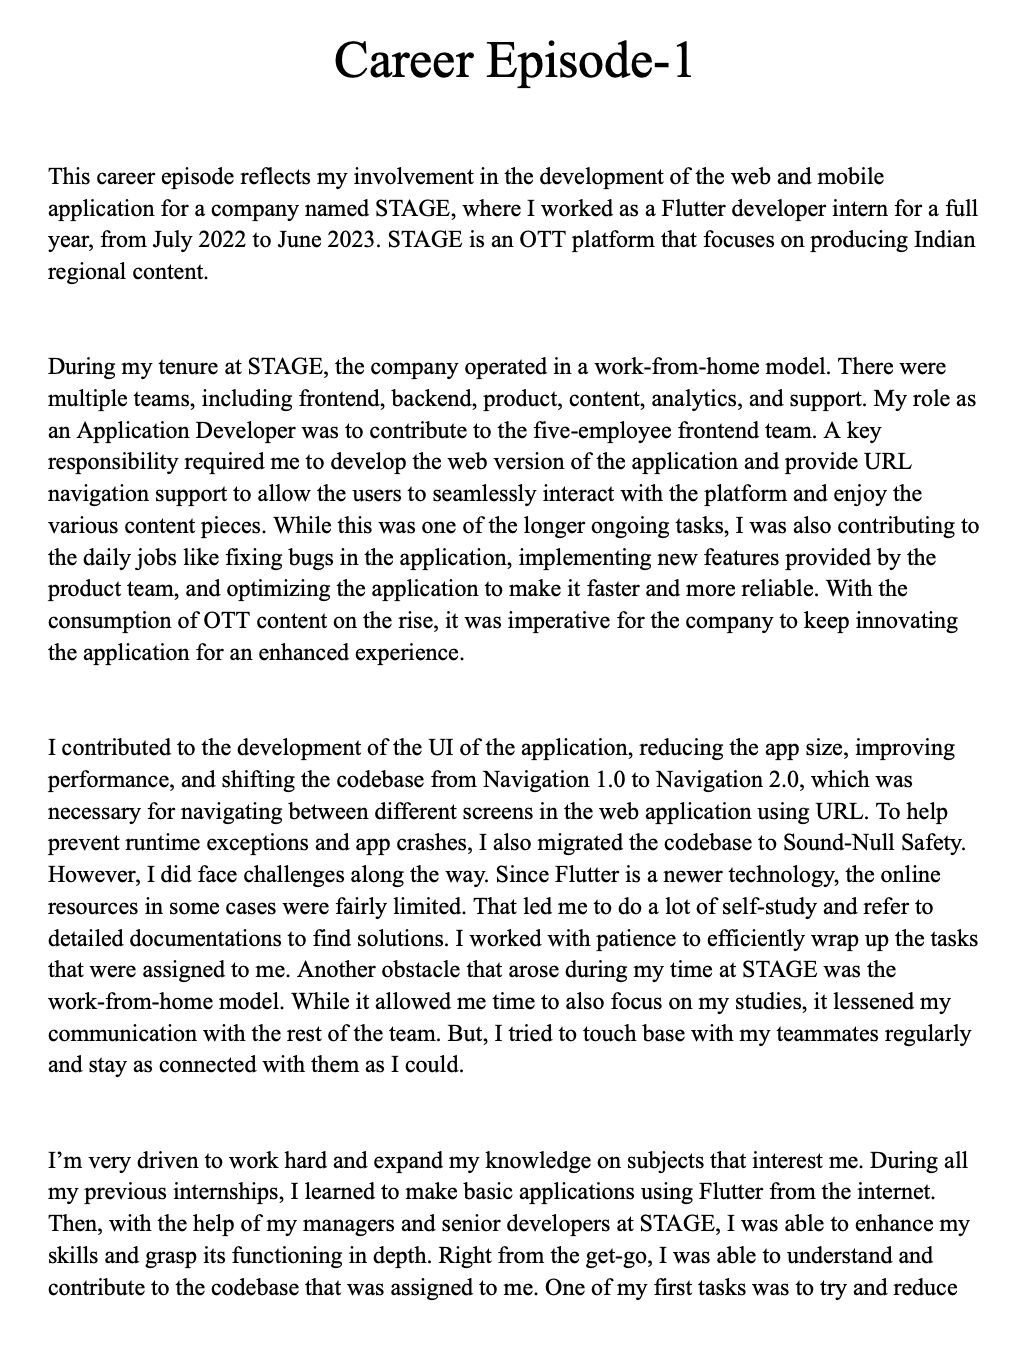 Career Episode-1
This career episode reflects my involvement in the development of the web and mobile
application for a company named STAGE, where I worked as a Flutter developer intern for a full
year, from July 2022 to June 2023. STAGE is an OTT platform that focuses on producing Indian
regional content.
During my tenure at STAGE, the company operated in a work-from-home model. There were
multiple teams, including frontend, backend, product, content, analytics, and support. My role as
an Application Developer was to contribute to the five-employee frontend team. A key
responsibility required me to develop the web version of the application and provide URL
navigation support to allow the users to seamlessly interact with the platform and enjoy the
various content pieces. While this was one of the longer ongoing tasks, I was also contributing to
the daily jobs like fixing bugs in the application, implementing new features provided by the
product team, and optimizing the application to make it faster and more reliable. With the
consumption of OTT content on the rise, it was imperative for the company to keep innovating
the application for an enhanced experience.
I contributed to the development of the UI of the application, reducing the app size, improving
performance, and shifting the codebase from Navigation 1.0 to Navigation 2.0, which was
necessary for navigating between different screens in the web application using URL. To help
prevent runtime exceptions and app crashes, I also migrated the codebase to Sound-Null Safety.
However, I did face challenges along the way. Since Flutter is a newer technology, the online
resources in some cases were fairly limited. That led me to do a lot of self-study and refer to
detailed documentations to find solutions. I worked with patience to efficiently wrap up the tasks
that were assigned to me. Another obstacle that arose during my time at STAGE was the
work-from-home model. While it allowed me time to also focus on my studies, it lessened my
communication with the rest of the team. But, I tried to touch base with my teammates regularly
and stay as connected with them as I could.
I’m very driven to work hard and expand my knowledge on subjects that interest me. During all
my previous internships, I learned to make basic applications using Flutter from the internet.
Then, with the help of my managers and senior developers at STAGE, I was able to enhance my
skills and grasp its functioning in depth. Right from the get-go, I was able to understand and
contribute to the codebase that was assigned to me. One of my first tasks was to try and reduce